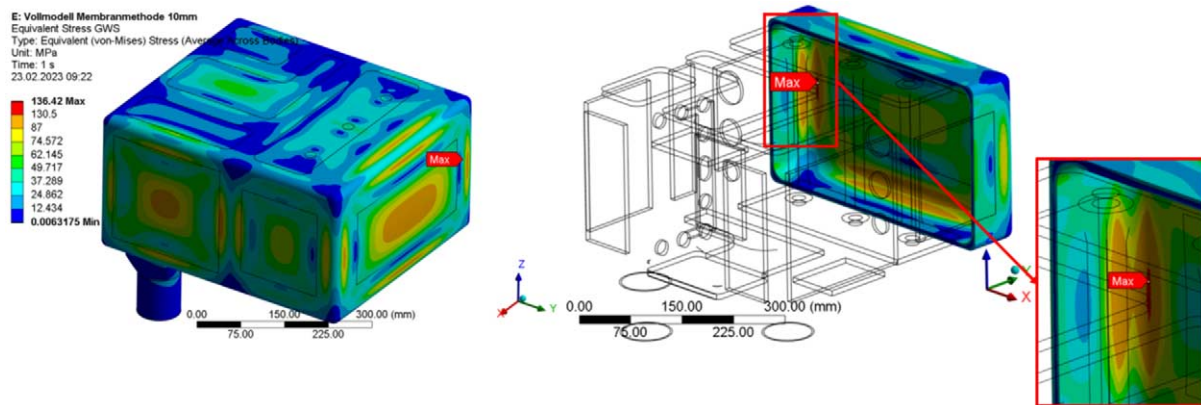 E: Vollmodell Membranmethode 10mm
Equivalent Stress GWS
Type: Equivalent (von-Mises) Stress (Average Across Bodies)
Unit: MPa
Time: 1 s
23.02.2023 09:22
136.42 Max
130.5
87
74.572
62.145
49.717
37.289
24.862
12.434
0.0063175 Min
Max
0.00 150.00 300.00 (mm)
75.00 225.00
Z
X Y
Max
0.00 150.00 300.00 (mm)
75.00 225.00
Y
X
Max